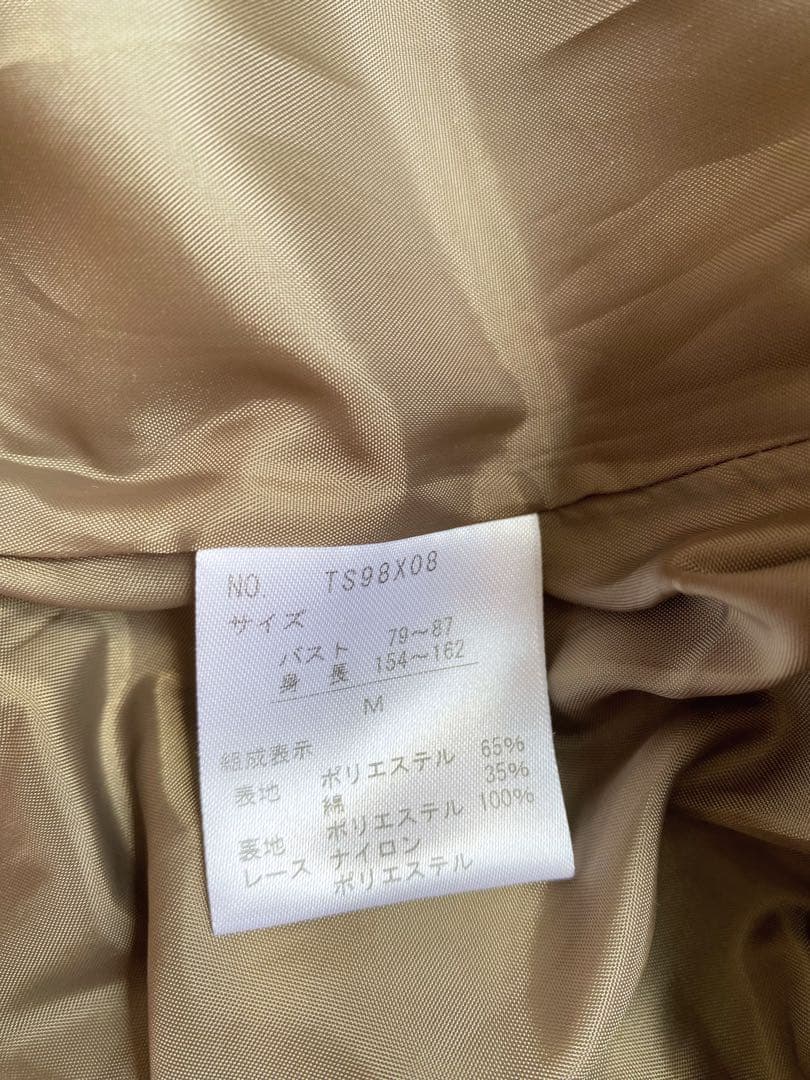 NO. TS98X08
サイズ
バスト 79～87
身長 154～162
M
組成表示
表地 ポリエステル 65%
綿 35%
裏地 ポリエステル 100%
レース ナイロン
ポリエステル